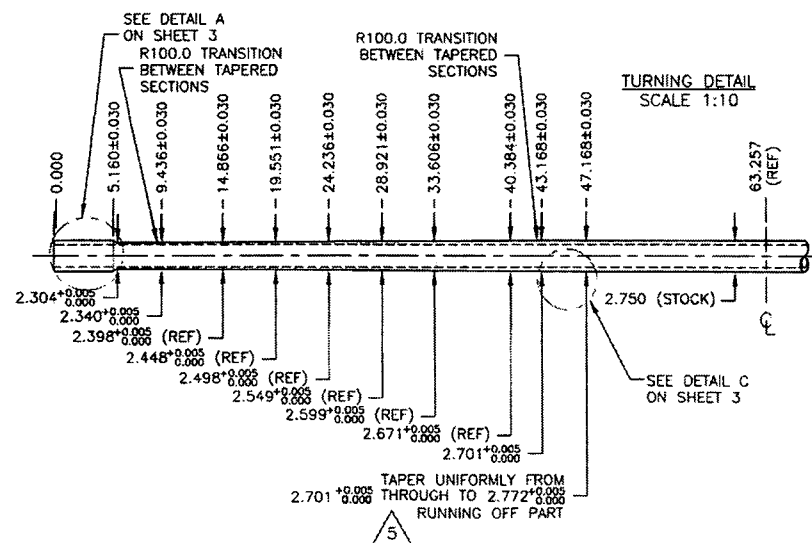 SEE DETAIL A
ON SHEET 3
R100.0 TRANSITION
BETWEEN TAPERED
SECTIONS
R100.0 TRANSITION
BETWEEN TAPERED
SECTIONS
TURNING DETAIL
SCALE 1:10
0.000
5.160±0.030
9.436±0.030
14.866±0.030
19.551±0.030
24.236±0.030
28.921±0.030
33.606±0.030
40.384±0.030
43.168±0.030
47.168±0.030
63.257
(REF)
2.304+0.005 0.000
2.340+0.005 0.000
2.398+0.005 0.000 (REF)
2.448+0.005 0.000 (REF)
2.498+0.005 0.000 (REF)
2.549+0.005 0.000 (REF)
2.599+0.005 0.000 (REF)
2.671+0.005 0.000 (REF)
2.701+0.005 0.000
2.750 (STOCK)
℄
SEE DETAIL C
ON SHEET 3
TAPER UNIFORMLY FROM
2.701 +0.005 0.000 THROUGH TO 2.772+0.005 0.000
RUNNING OFF PART
5